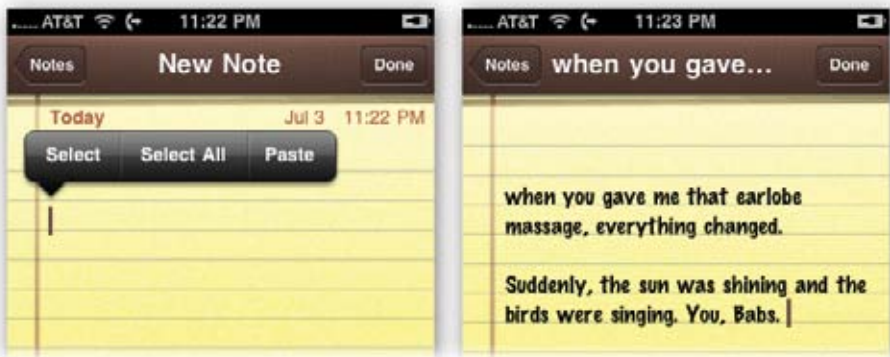 AT&T 11:22 PM
Notes New Note Done
Today Jul 3 11:22 PM
Select Select All Paste
AT&T 11:23 PM
Notes when you gave... Done
when you gave me that earlobe
massage, everything changed.
Suddenly, the sun was shining and the
birds were singing. You, Babs.